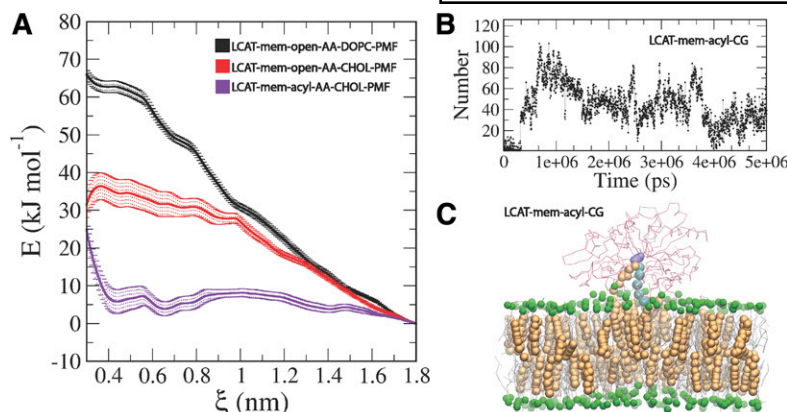 A
80
70
60
50
40
30
20
10
0
-10
E (kJ mol⁻¹)
LCAT-mem-open-AA-DOPC-PMF
LCAT-mem-open-AA-CHOL-PMF
LCAT-mem-acyl-AA-CHOL-PMF
0.4 0.6 0.8 1 1.2 1.4 1.6 1.8
ξ (nm)
B
LCAT-mem-acyl-CG
120
100
80
60
40
20
Number
0 1e+06 2e+06 3e+06 4e+06 5e+06
Time (ps)
C
LCAT-mem-acyl-CG